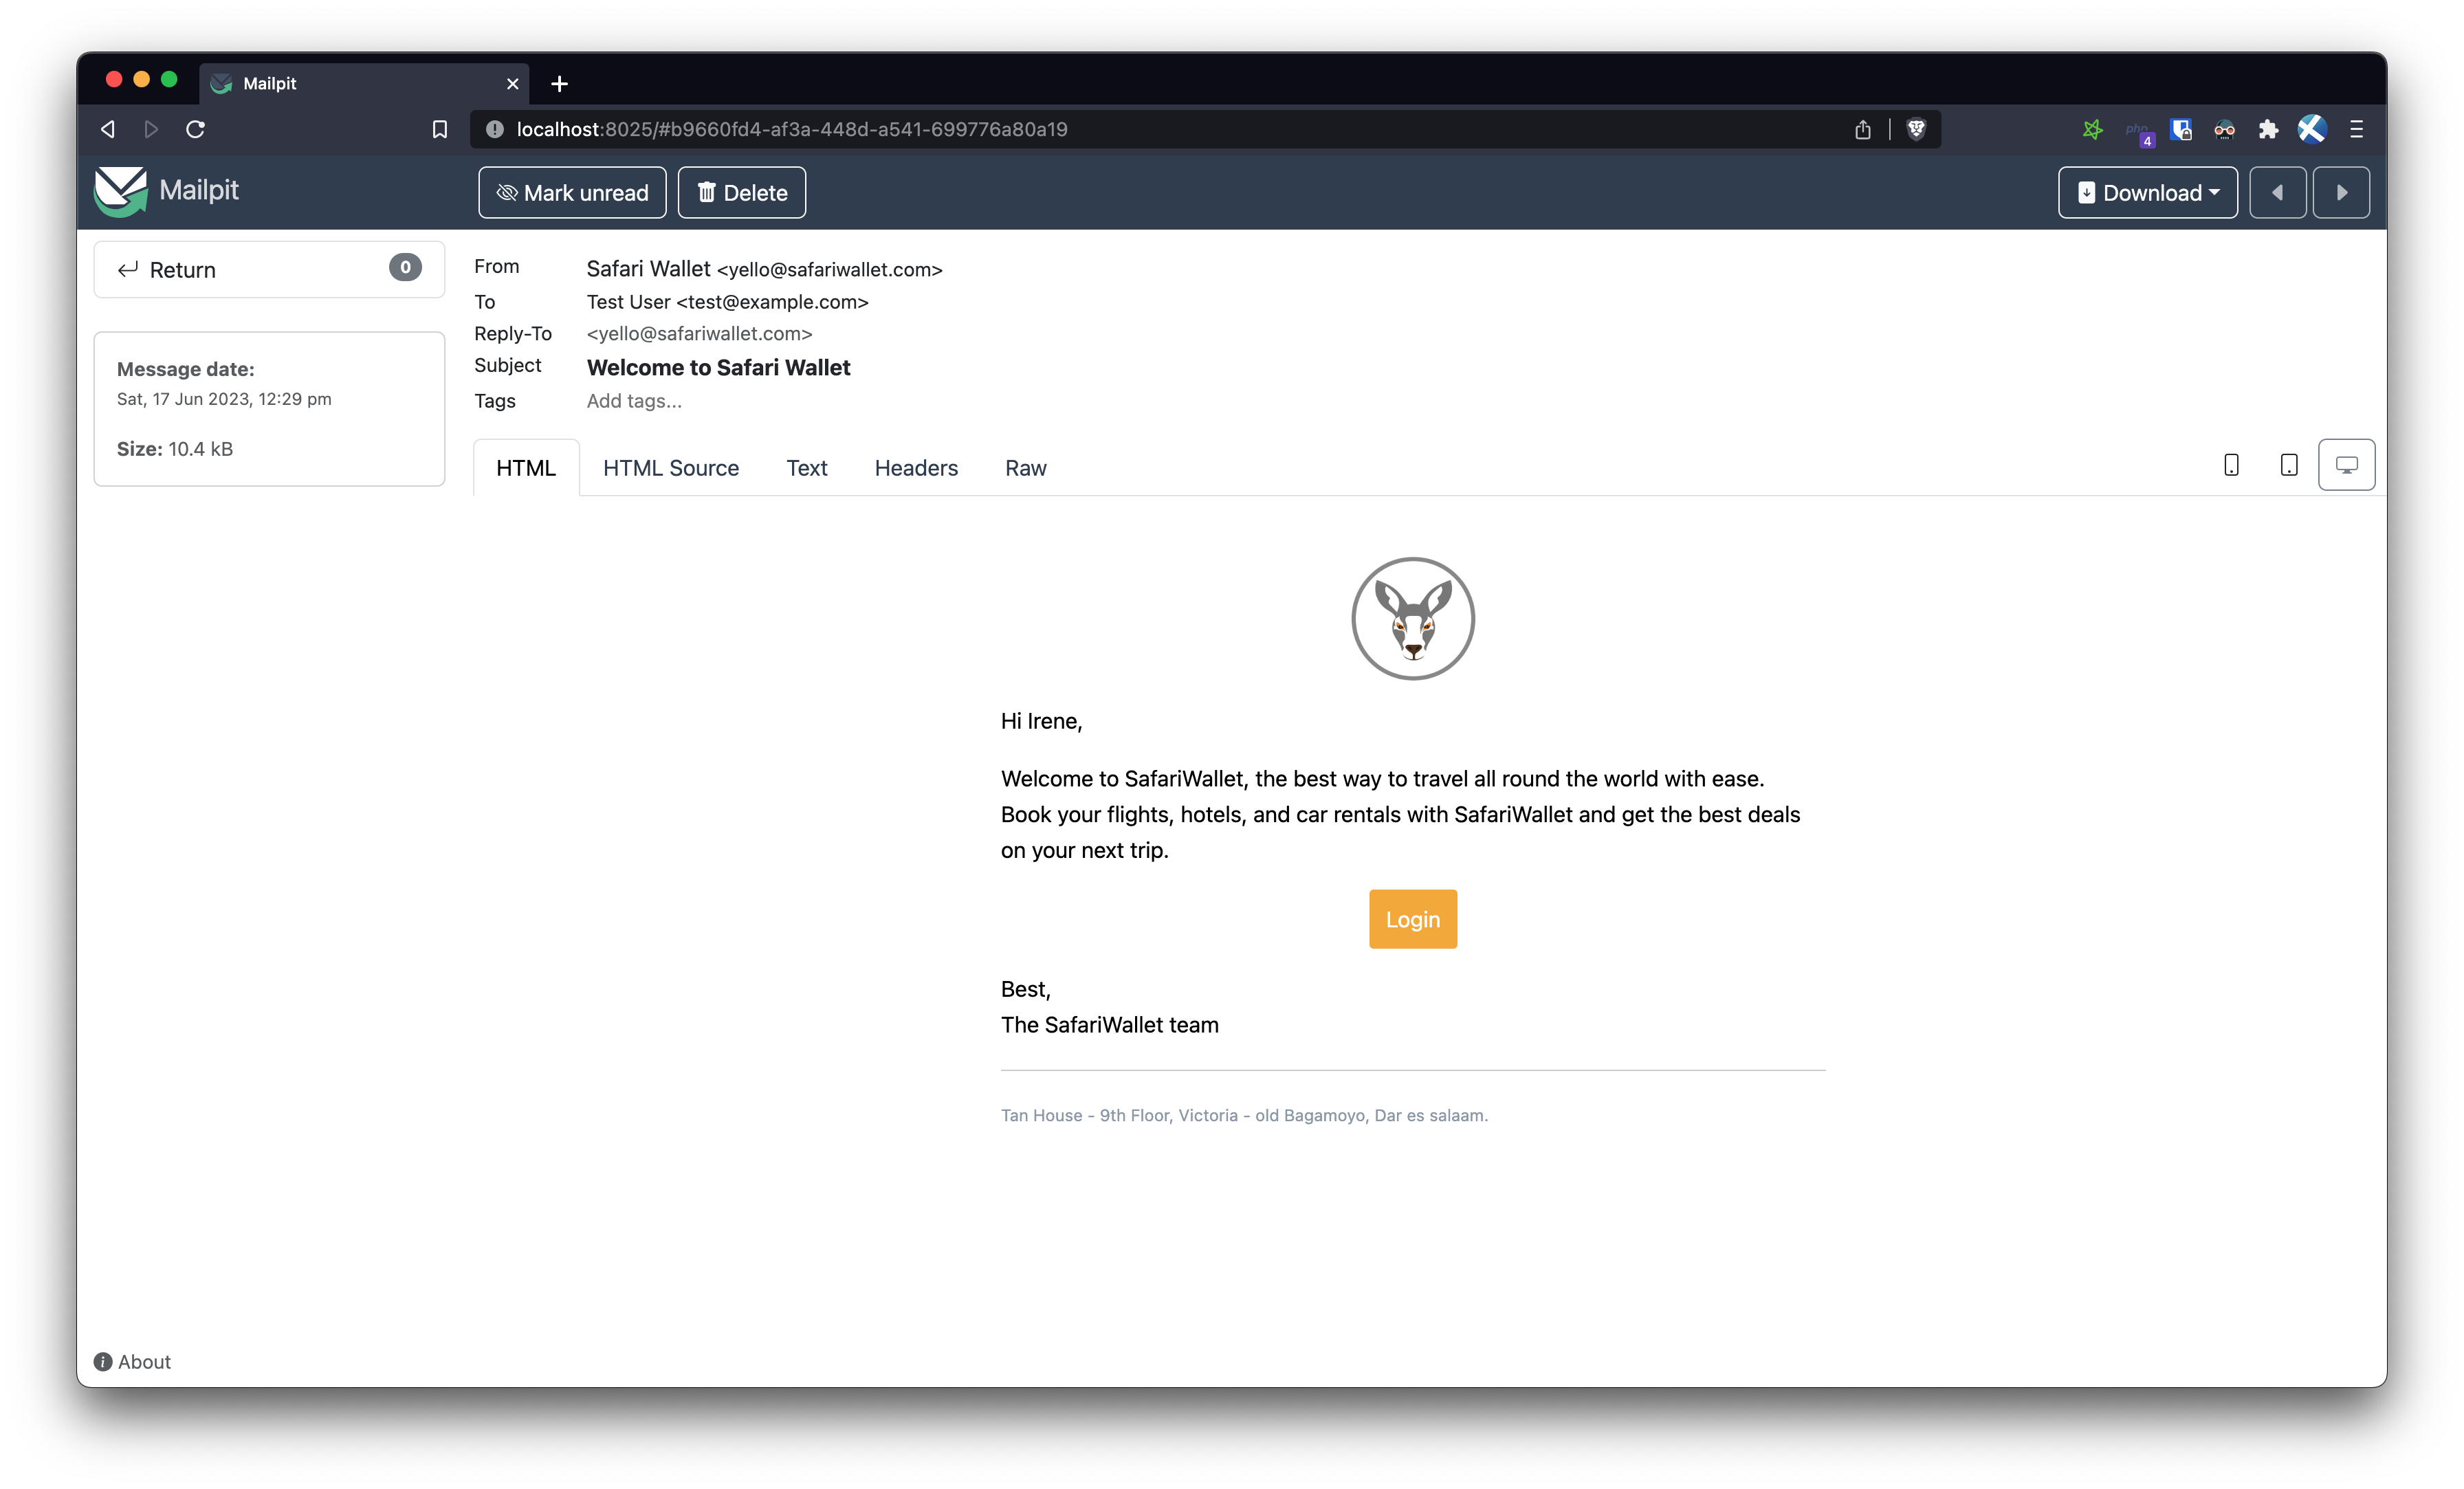 Mailpit
localhost:8025/#b9660fd4-af3a-448d-a541-699776a80a19
php 4
Mailpit
Mark unread
Delete
Download
Return 0
Message date:
Sat, 17 Jun 2023, 12:29 pm
Size: 10.4 kB
From Safari Wallet <yello@safariwallet.com>
To Test User <test@example.com>
Reply-To <yello@safariwallet.com>
Subject Welcome to Safari Wallet
Tags Add tags...
HTML HTML Source Text Headers Raw
Hi Irene,
Welcome to SafariWallet, the best way to travel all round the world with ease.
Book your flights, hotels, and car rentals with SafariWallet and get the best deals
on your next trip.
Login
Best,
The SafariWallet team
Tan House - 9th Floor, Victoria - old Bagamoyo, Dar es salaam.
About